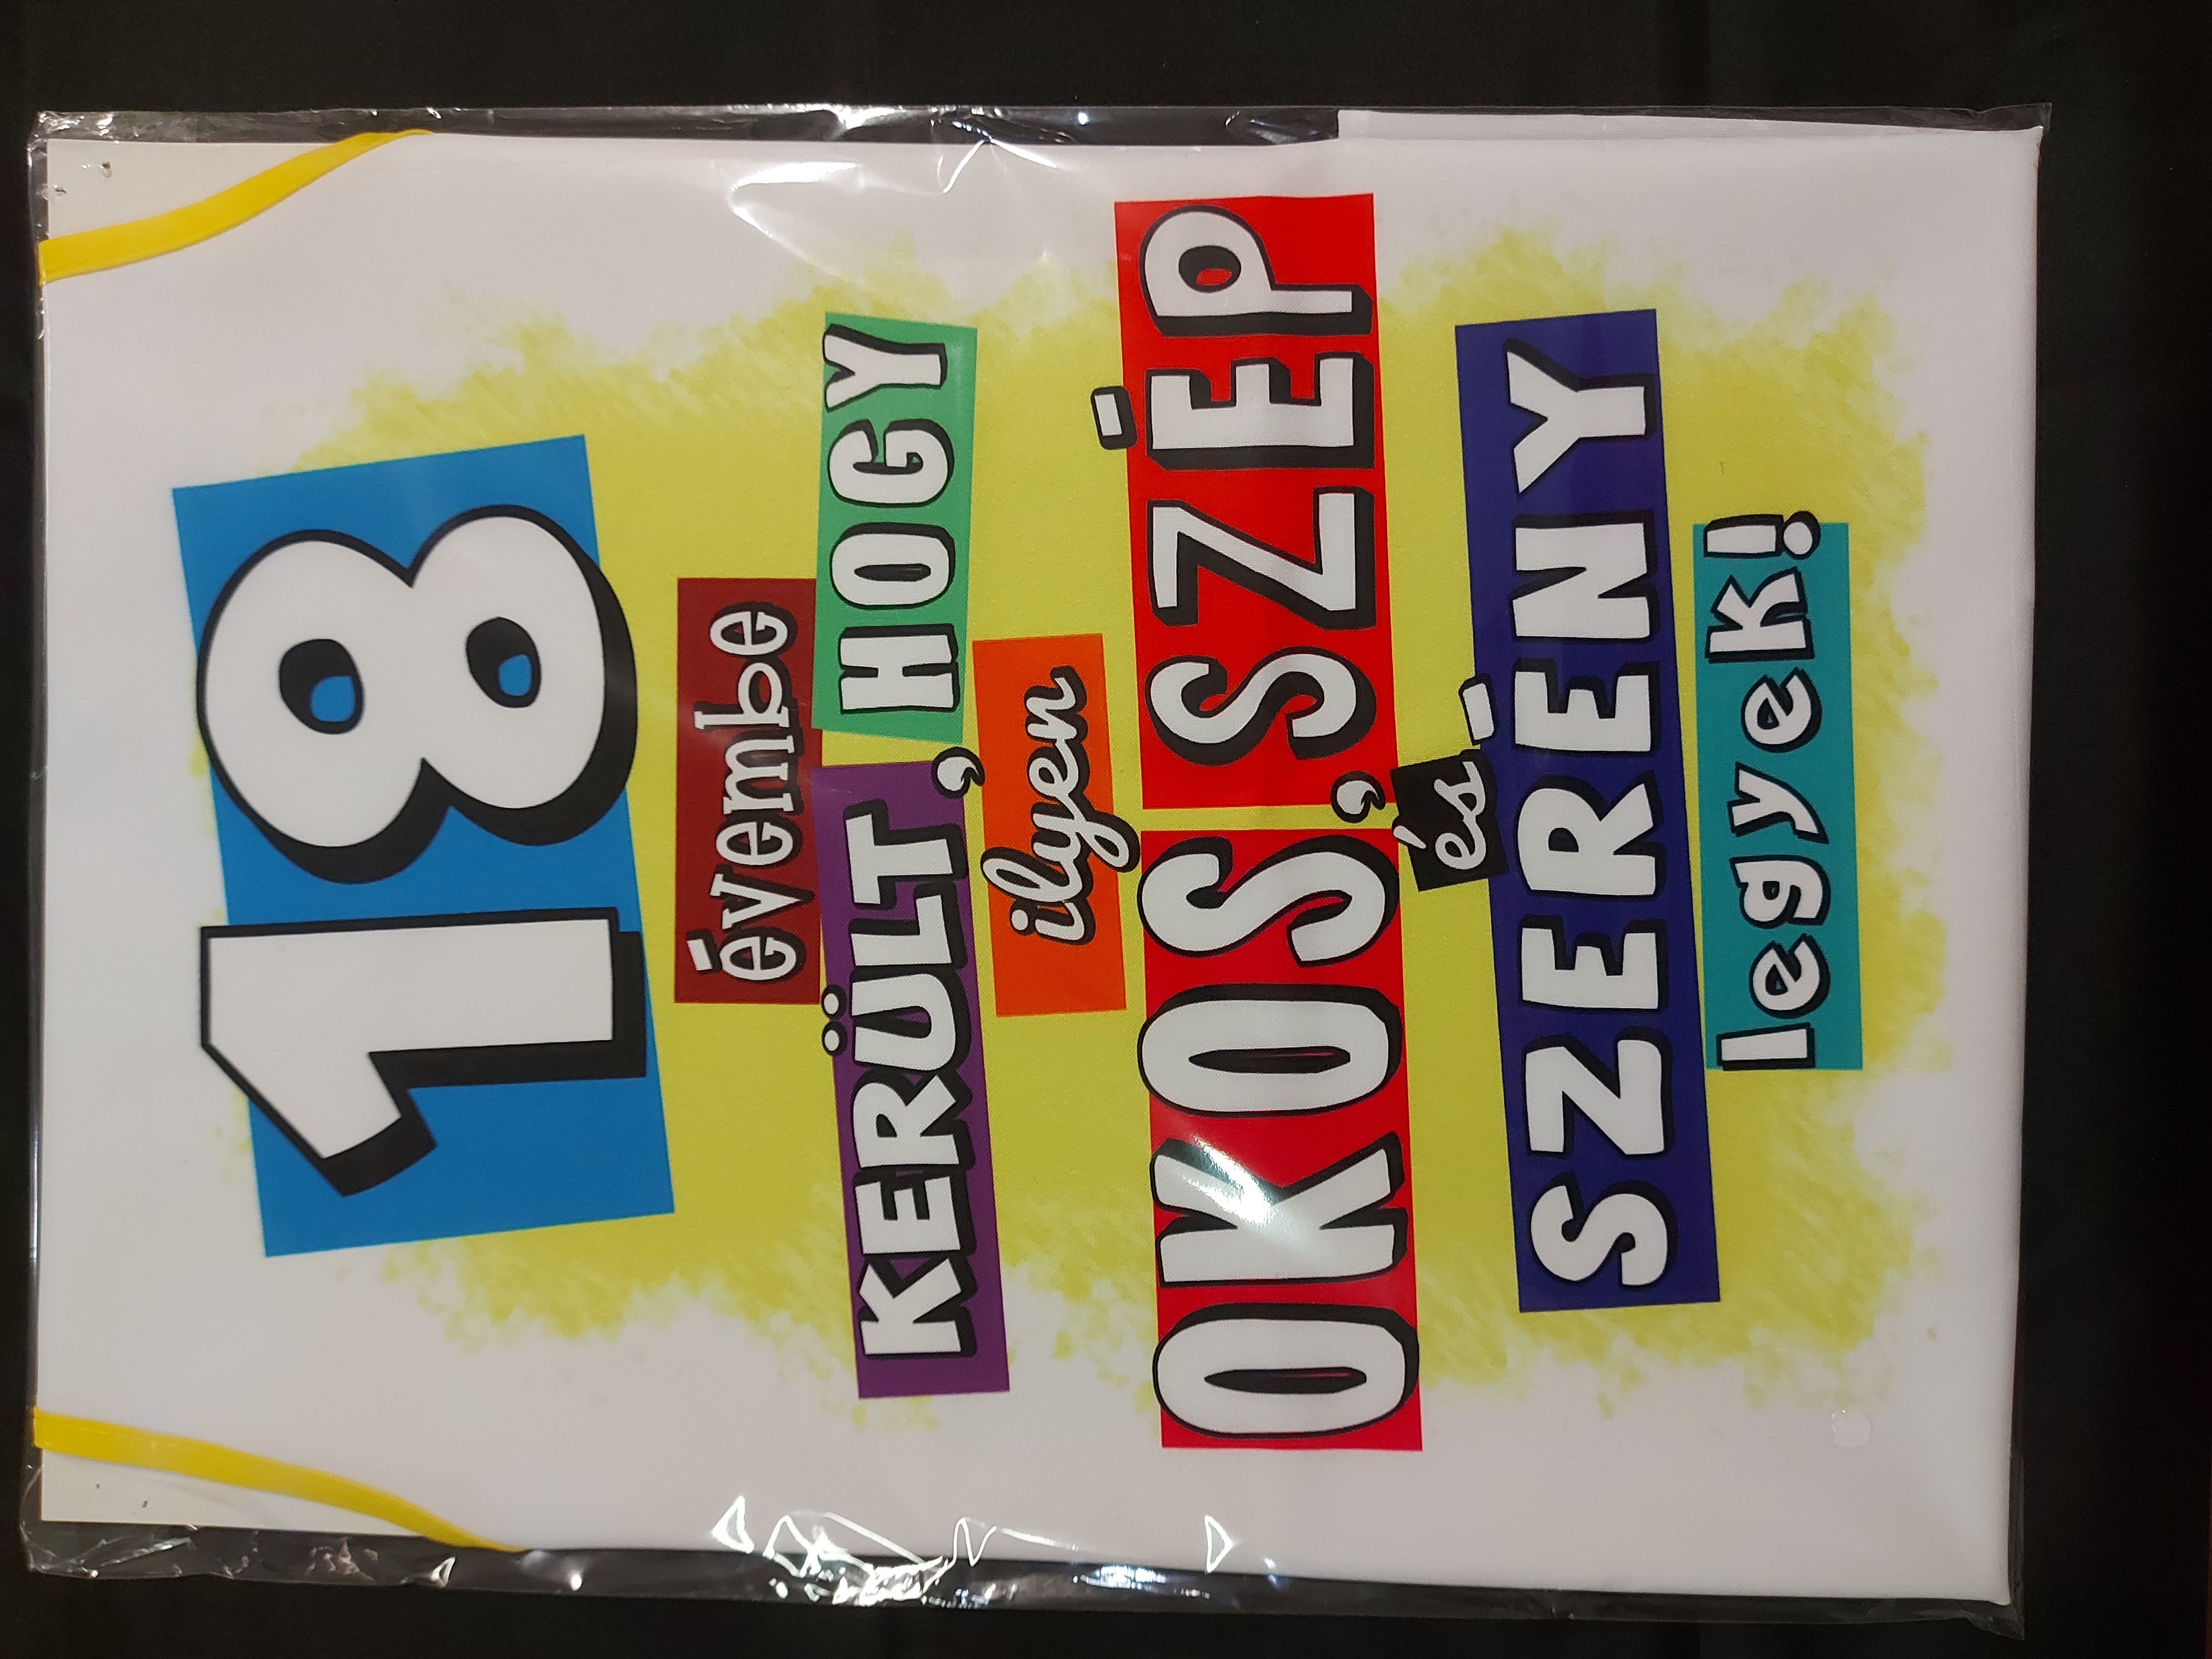 18
évembe
KERÜLT, HOGY
ilyen
OKOS, SZÉP
és
SZERÉNY
legyek!